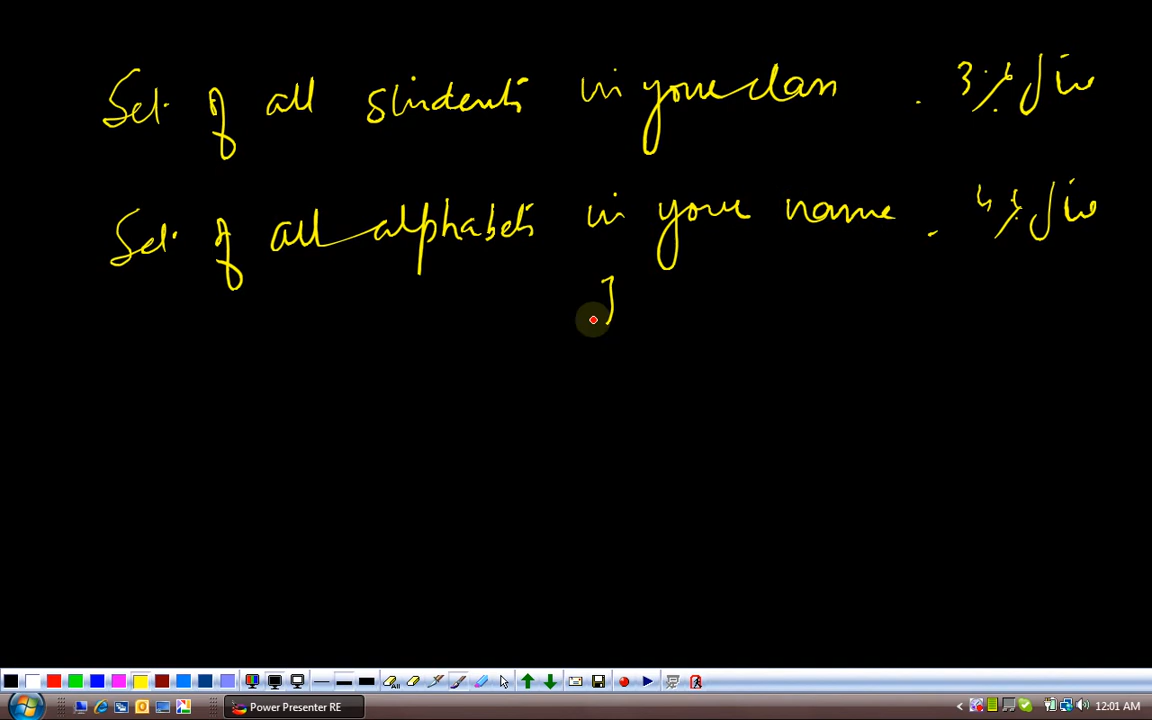 Set of all students in your class .
Set of all alphabets in your name .
All
Power Presenter RE
12:01 AM